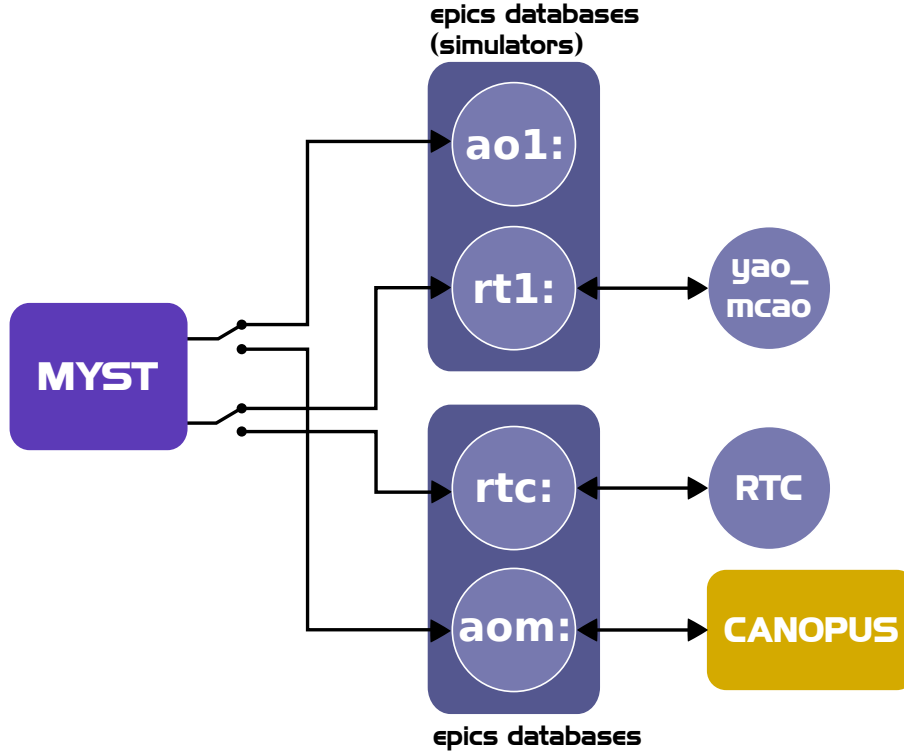 epics databases
(simulators)
ao1:
rt1:
yao_
mcao
MYST
rtc:
RTC
aom:
CANOPUS
epics databases